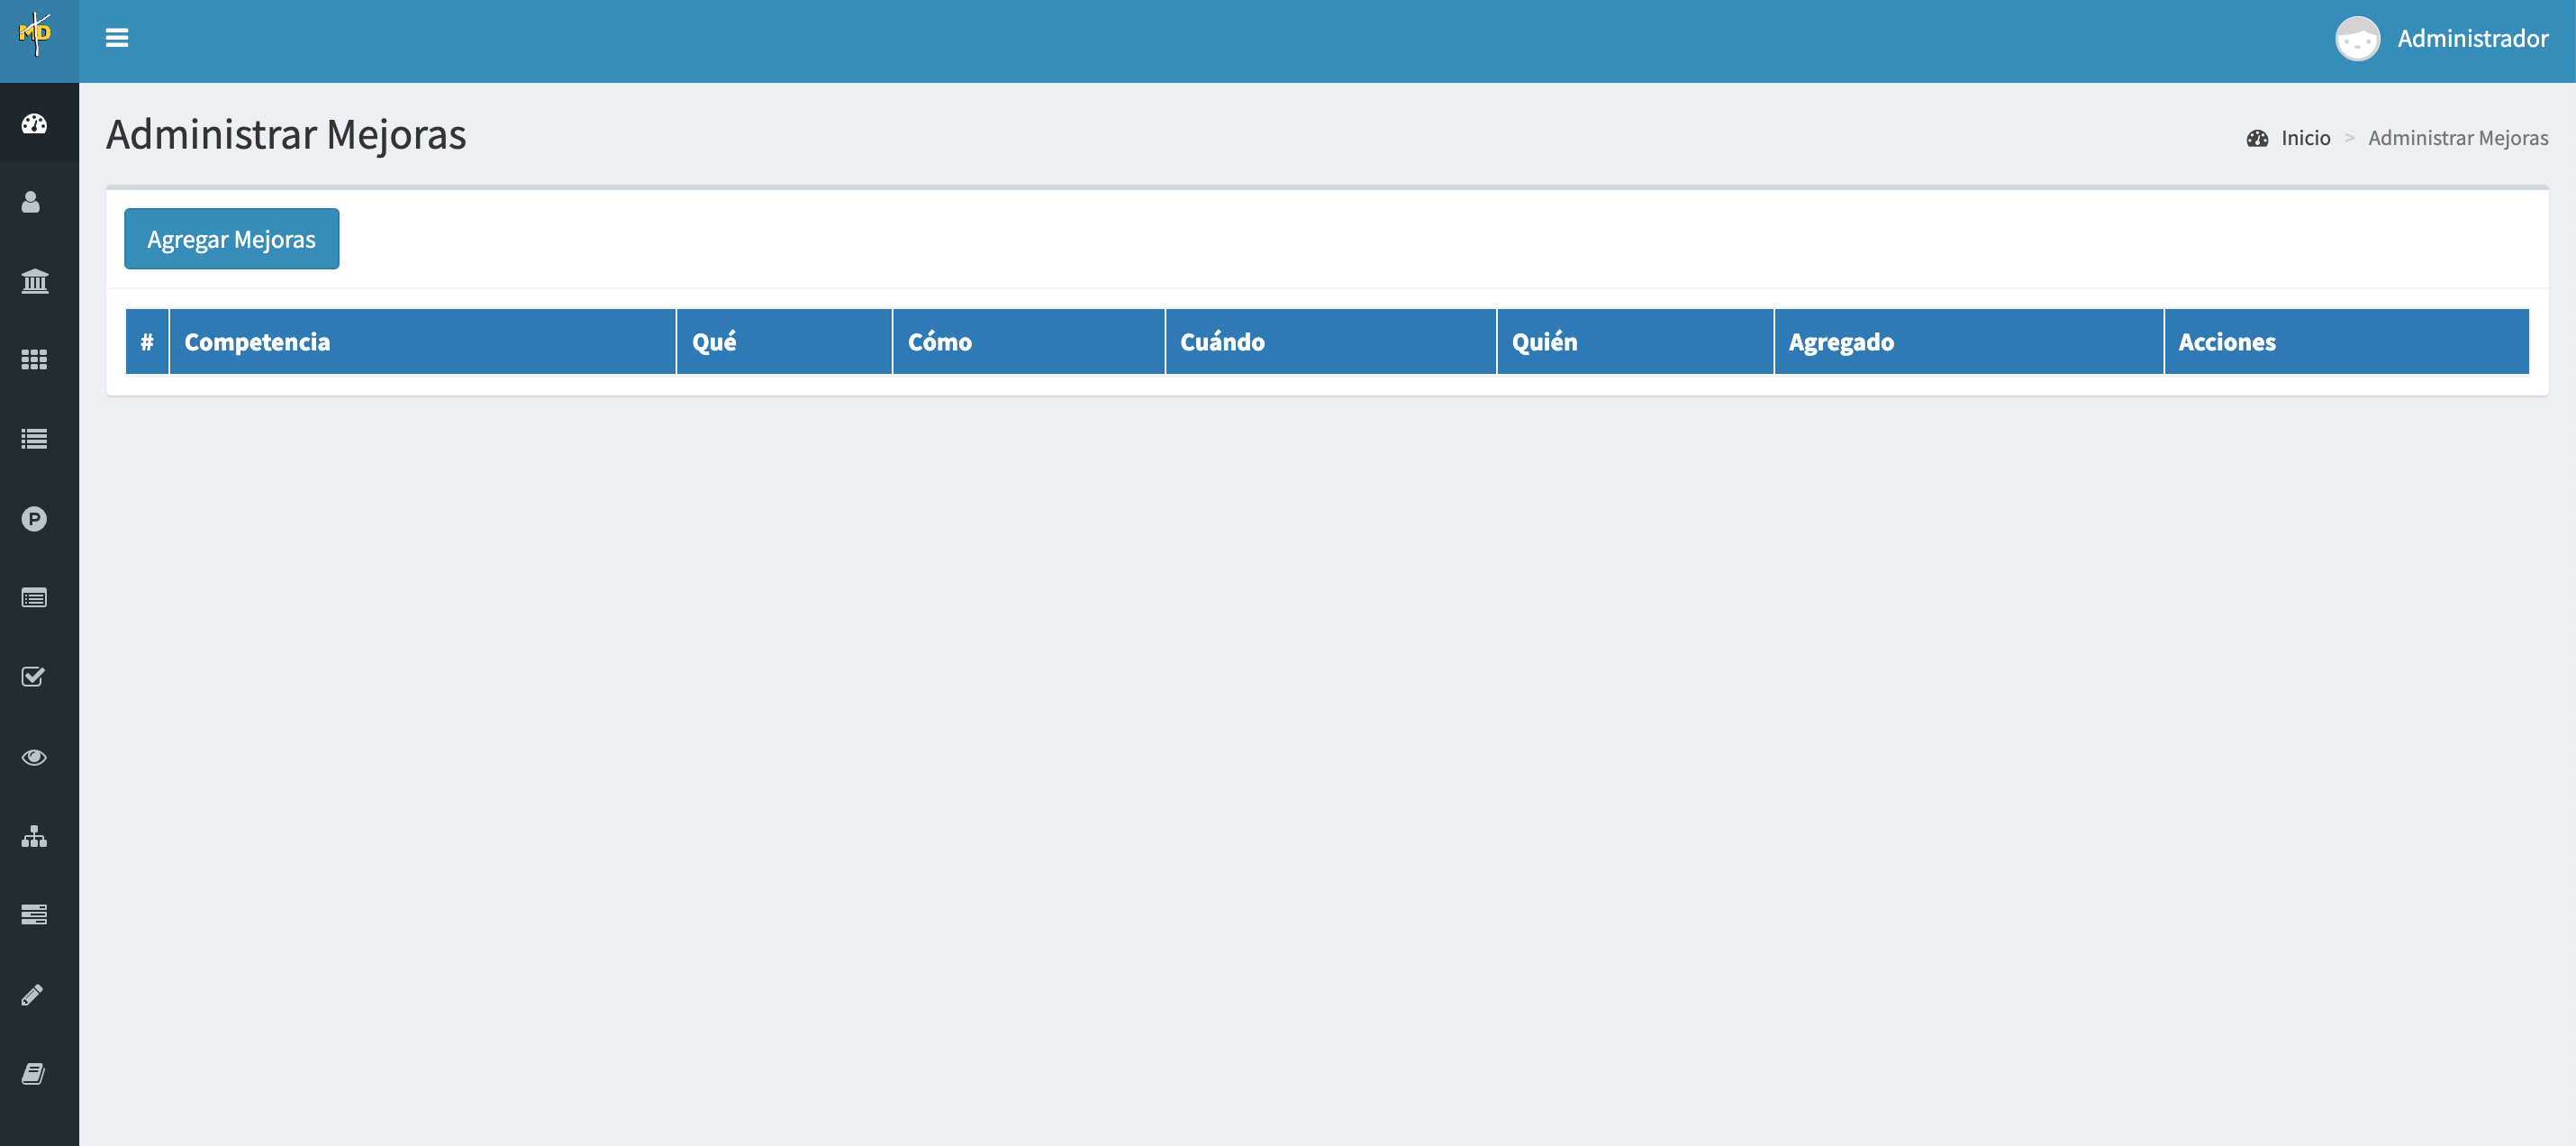 MD
Administrador
Administrar Mejoras
Inicio > Administrar Mejoras
Agregar Mejoras
# Competencia Qué Cómo Cuándo Quién Agregado Acciones